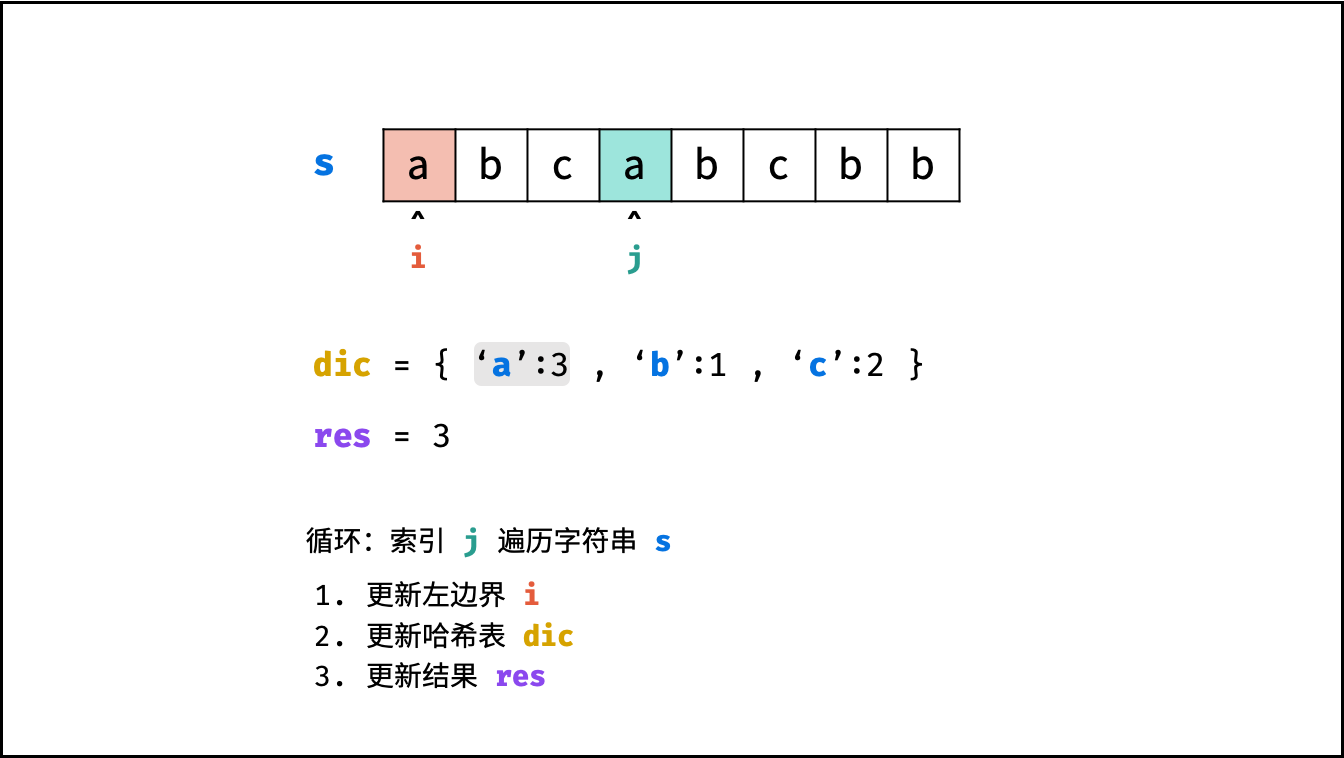 s a b c a b c b b
^ ^
i j
dic = { ‘a’:3 , ‘b’:1 , ‘c’:2 }
res = 3
循环：索引 j 遍历字符串 s
1. 更新左边界 i
2. 更新哈希表 dic
3. 更新结果 res